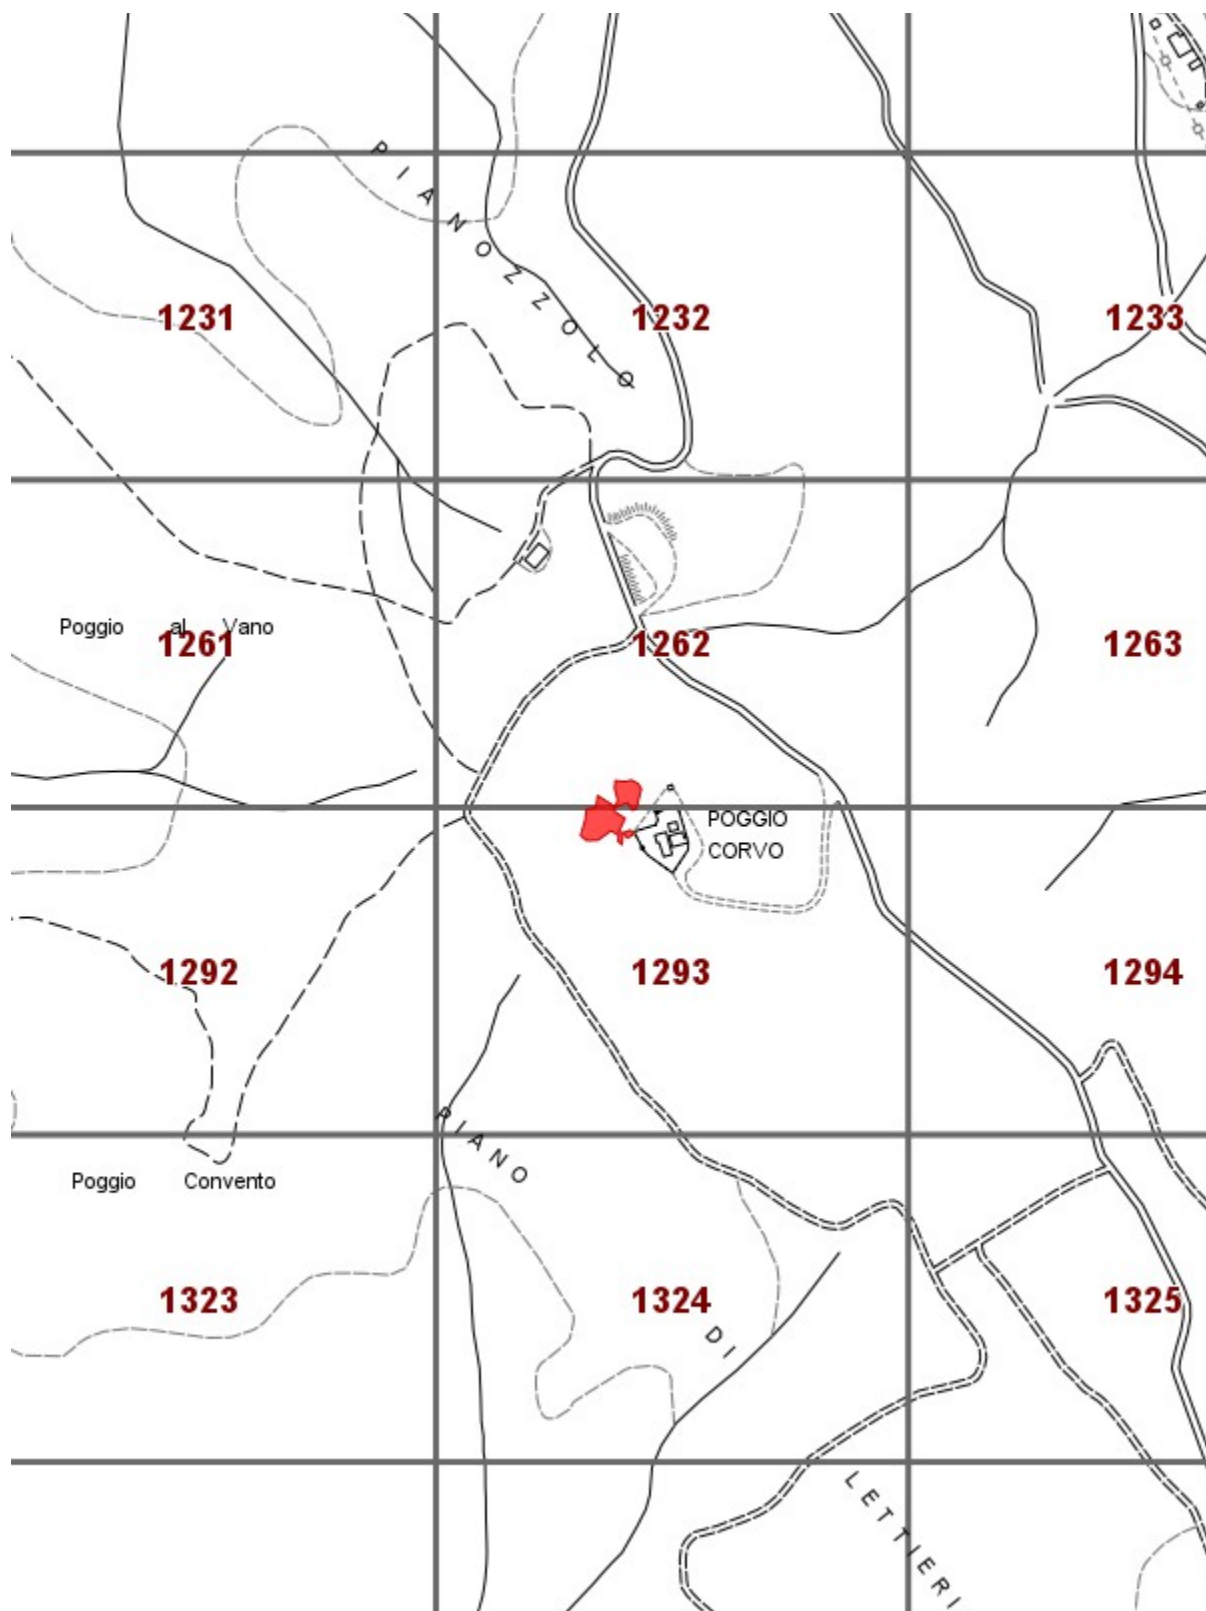 PIANOZZOLO
1231 1232 1233
Poggio al Vano
1261 1262 1263
POGGIO
CORVO
1292 1293 1294
PIANO
Poggio Convento
1323 1324 1325
DI
LETTIERI